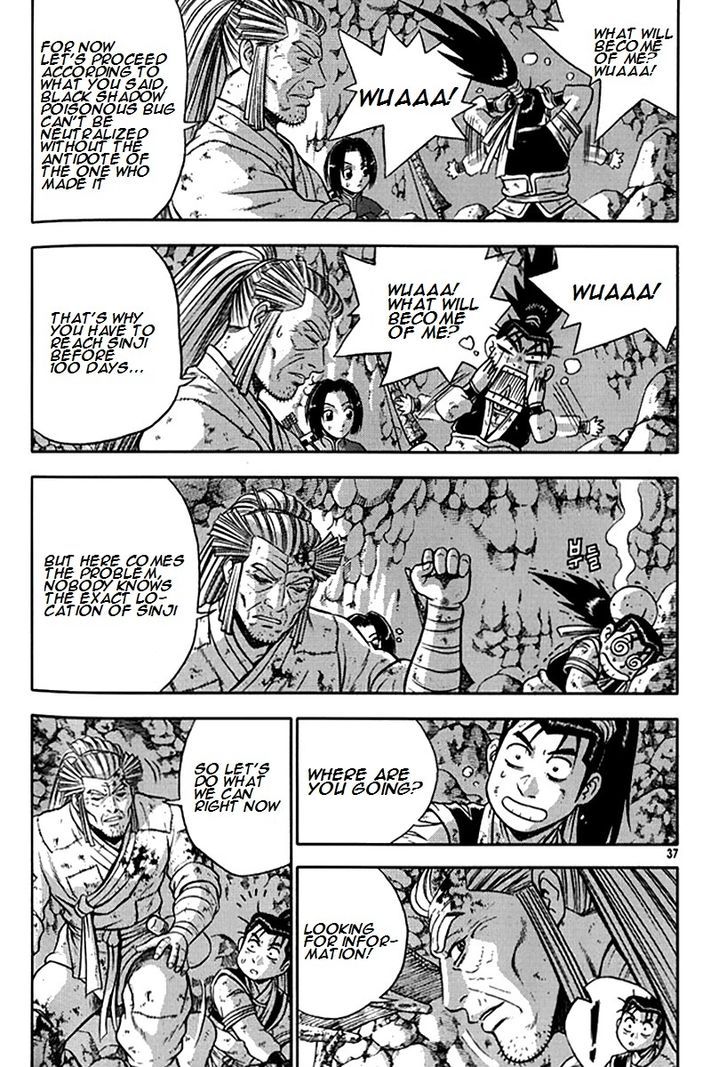 FOR NOW
LET'S PROCEED
ACCORDING TO
WHAT YOU SAID,
BLACK SHADOW
POISONOUS BUG
CAN'T BE
NEUTRALIZED
WITHOUT THE
ANTIDOTE OF
THE ONE WHO
MADE IT
WUAAA!
WHAT WILL
BECOME
OF ME?
WUAAA!
THAT'S WHY
YOU HAVE TO
REACH SINJI
BEFORE
100 DAYS...
WUAAA!
WHAT WILL
BECOME
OF ME?
WUAAA!
BUT HERE COMES
THE PROBLEM,
NOBODY KNOWS
THE EXACT LO-
CATION OF SINJI
부들
SO LET'S
DO WHAT
WE CAN
RIGHT NOW
WHERE ARE
YOU GOING?
37
LOOKING
FOR INFOR-
MATION!